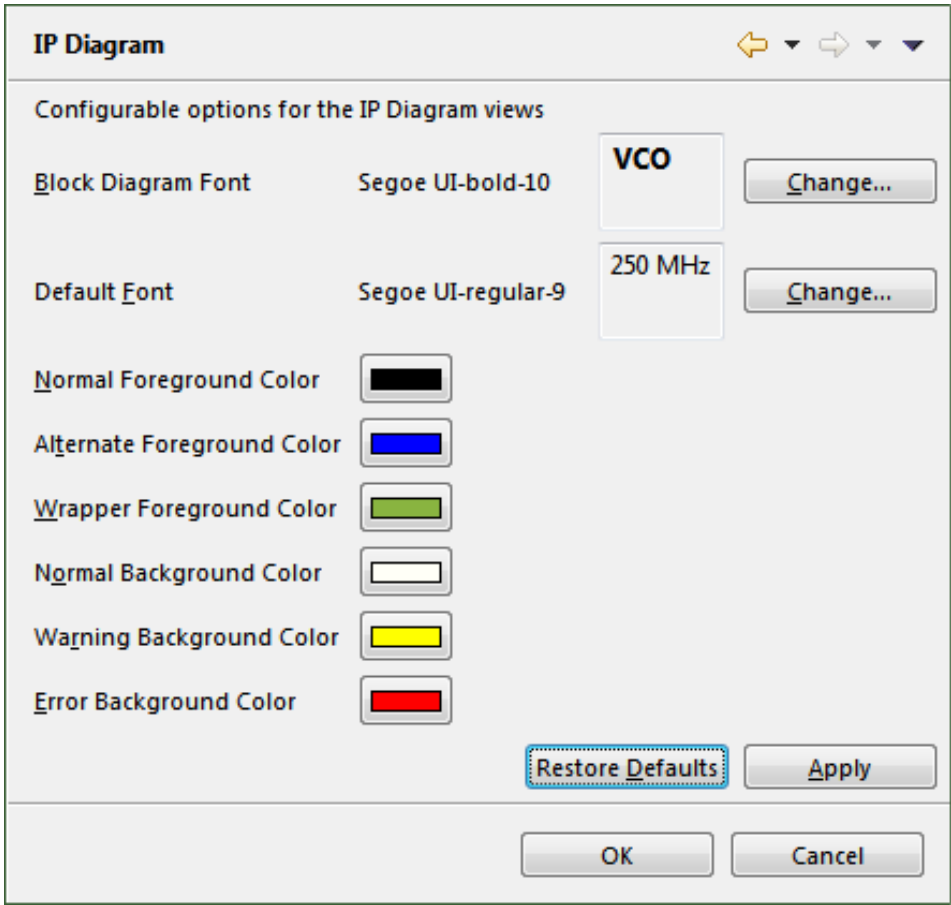 IP Diagram
Configurable options for the IP Diagram views
Block Diagram Font Segoe UI-bold-10 VCO Change...
Default Font Segoe UI-regular-9 250 MHz Change...
Normal Foreground Color
Alternate Foreground Color
Wrapper Foreground Color
Normal Background Color
Warning Background Color
Error Background Color
Restore Defaults Apply
OK Cancel